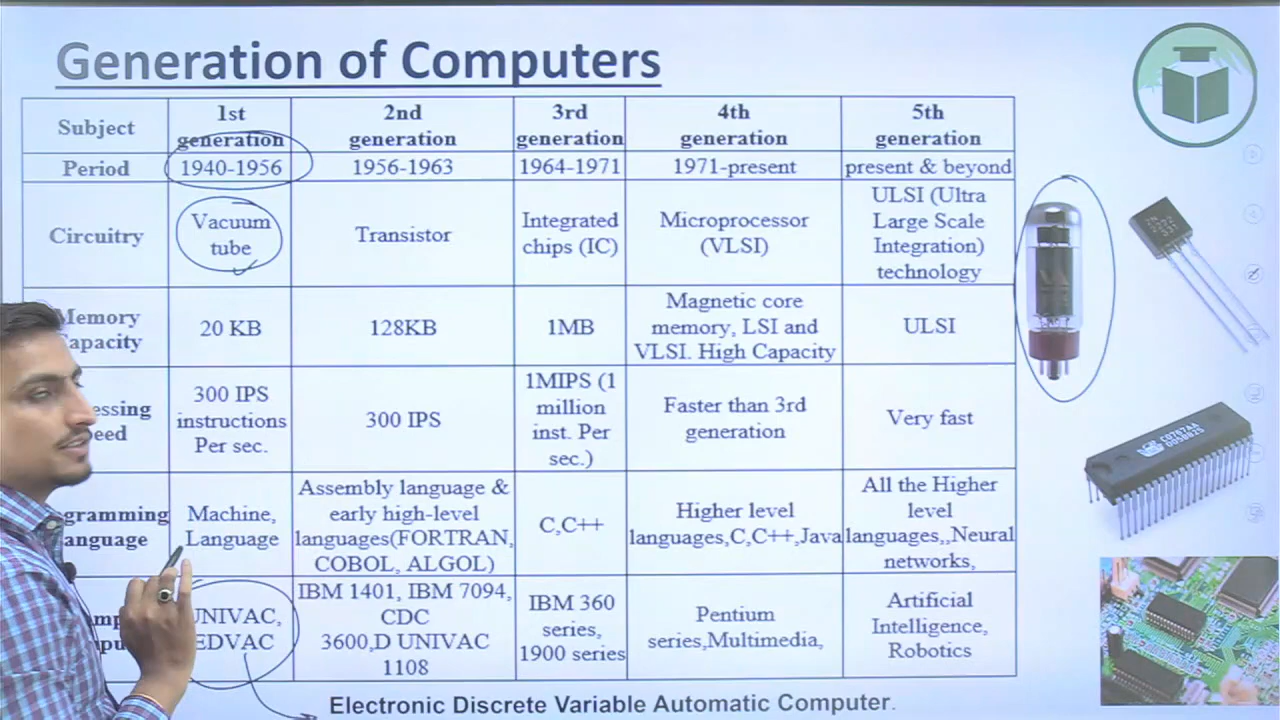 Generation of Computers
Subject
1st
generation
2nd
generation
3rd
generation
4th
generation
5th
generation
Period
1940-1956
1956-1963
1964-1971
1971-present
present & beyond
Circuitry
Vacuum
tube
Transistor
Integrated
chips (IC)
Microprocessor
(VLSI)
ULSI (Ultra
Large Scale
Integration)
technology
Memory
apacity
20 KB
128KB
1MB
Magnetic core
memory, LSI and
VLSI. High Capacity
ULSI
essing
eed
300 IPS
instructions
Per sec.
300 IPS
1MIPS (1
million
inst. Per
sec.)
Faster than 3rd
generation
Very fast
gramming
anguage
Machine,
Language
Assembly language &
early high-level
languages(FORTRAN,
COBOL, ALGOL)
C,C++
Higher level
languages,C,C++,Java
All the Higher
level
languages,,Neural
networks,
UNIVAC,
EDVAC
IBM 1401, IBM 7094,
CDC
3600,D UNIVAC
1108
IBM 360
series,
1900 series
Pentium
series,Multimedia,
Artificial
Intelligence,
Robotics
Electronic Discrete Variable Automatic Computer.